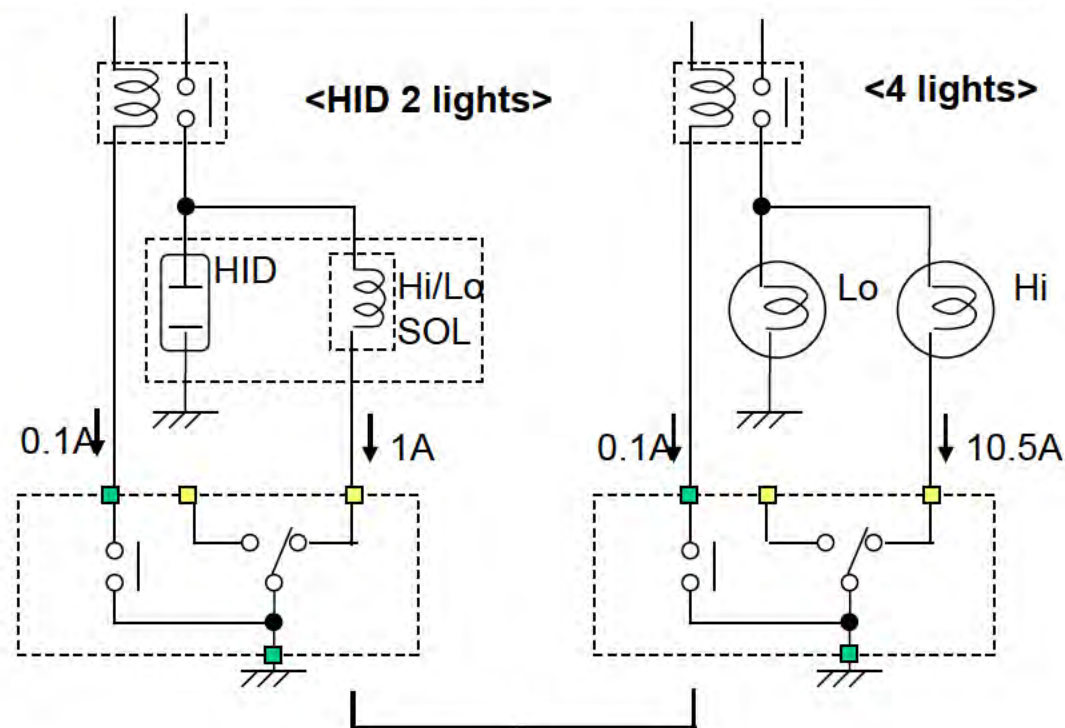 <HID 2 lights>
<4 lights>
HID
Hi/Lo
SOL
Lo
Hi
0.1A
1A
0.1A
10.5A